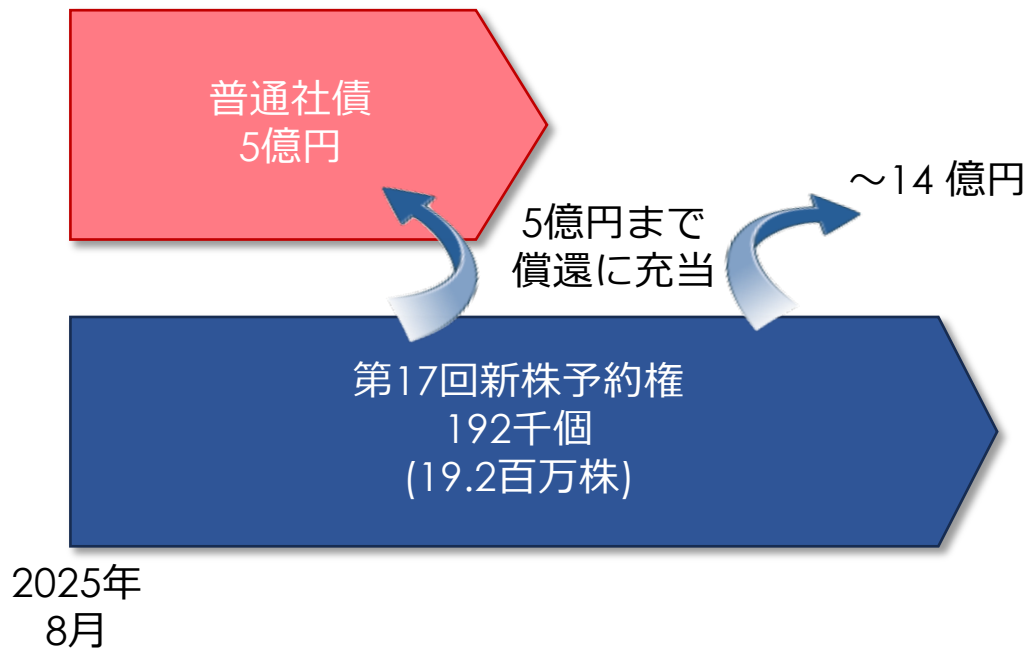 普通社債
5億円
～14 億円
5億円まで
償還に充当
第17回新株予約権
192千個
(19.2百万株)
2025年
8月